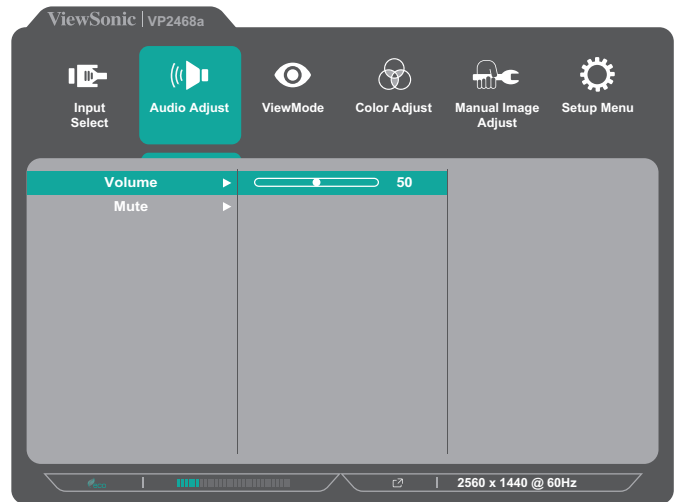 ViewSonic | VP2468a
Input Select
Audio Adjust
ViewMode
Color Adjust
Manual Image Adjust
Setup Menu
Volume
50
Mute
eco
2560 x 1440 @ 60Hz